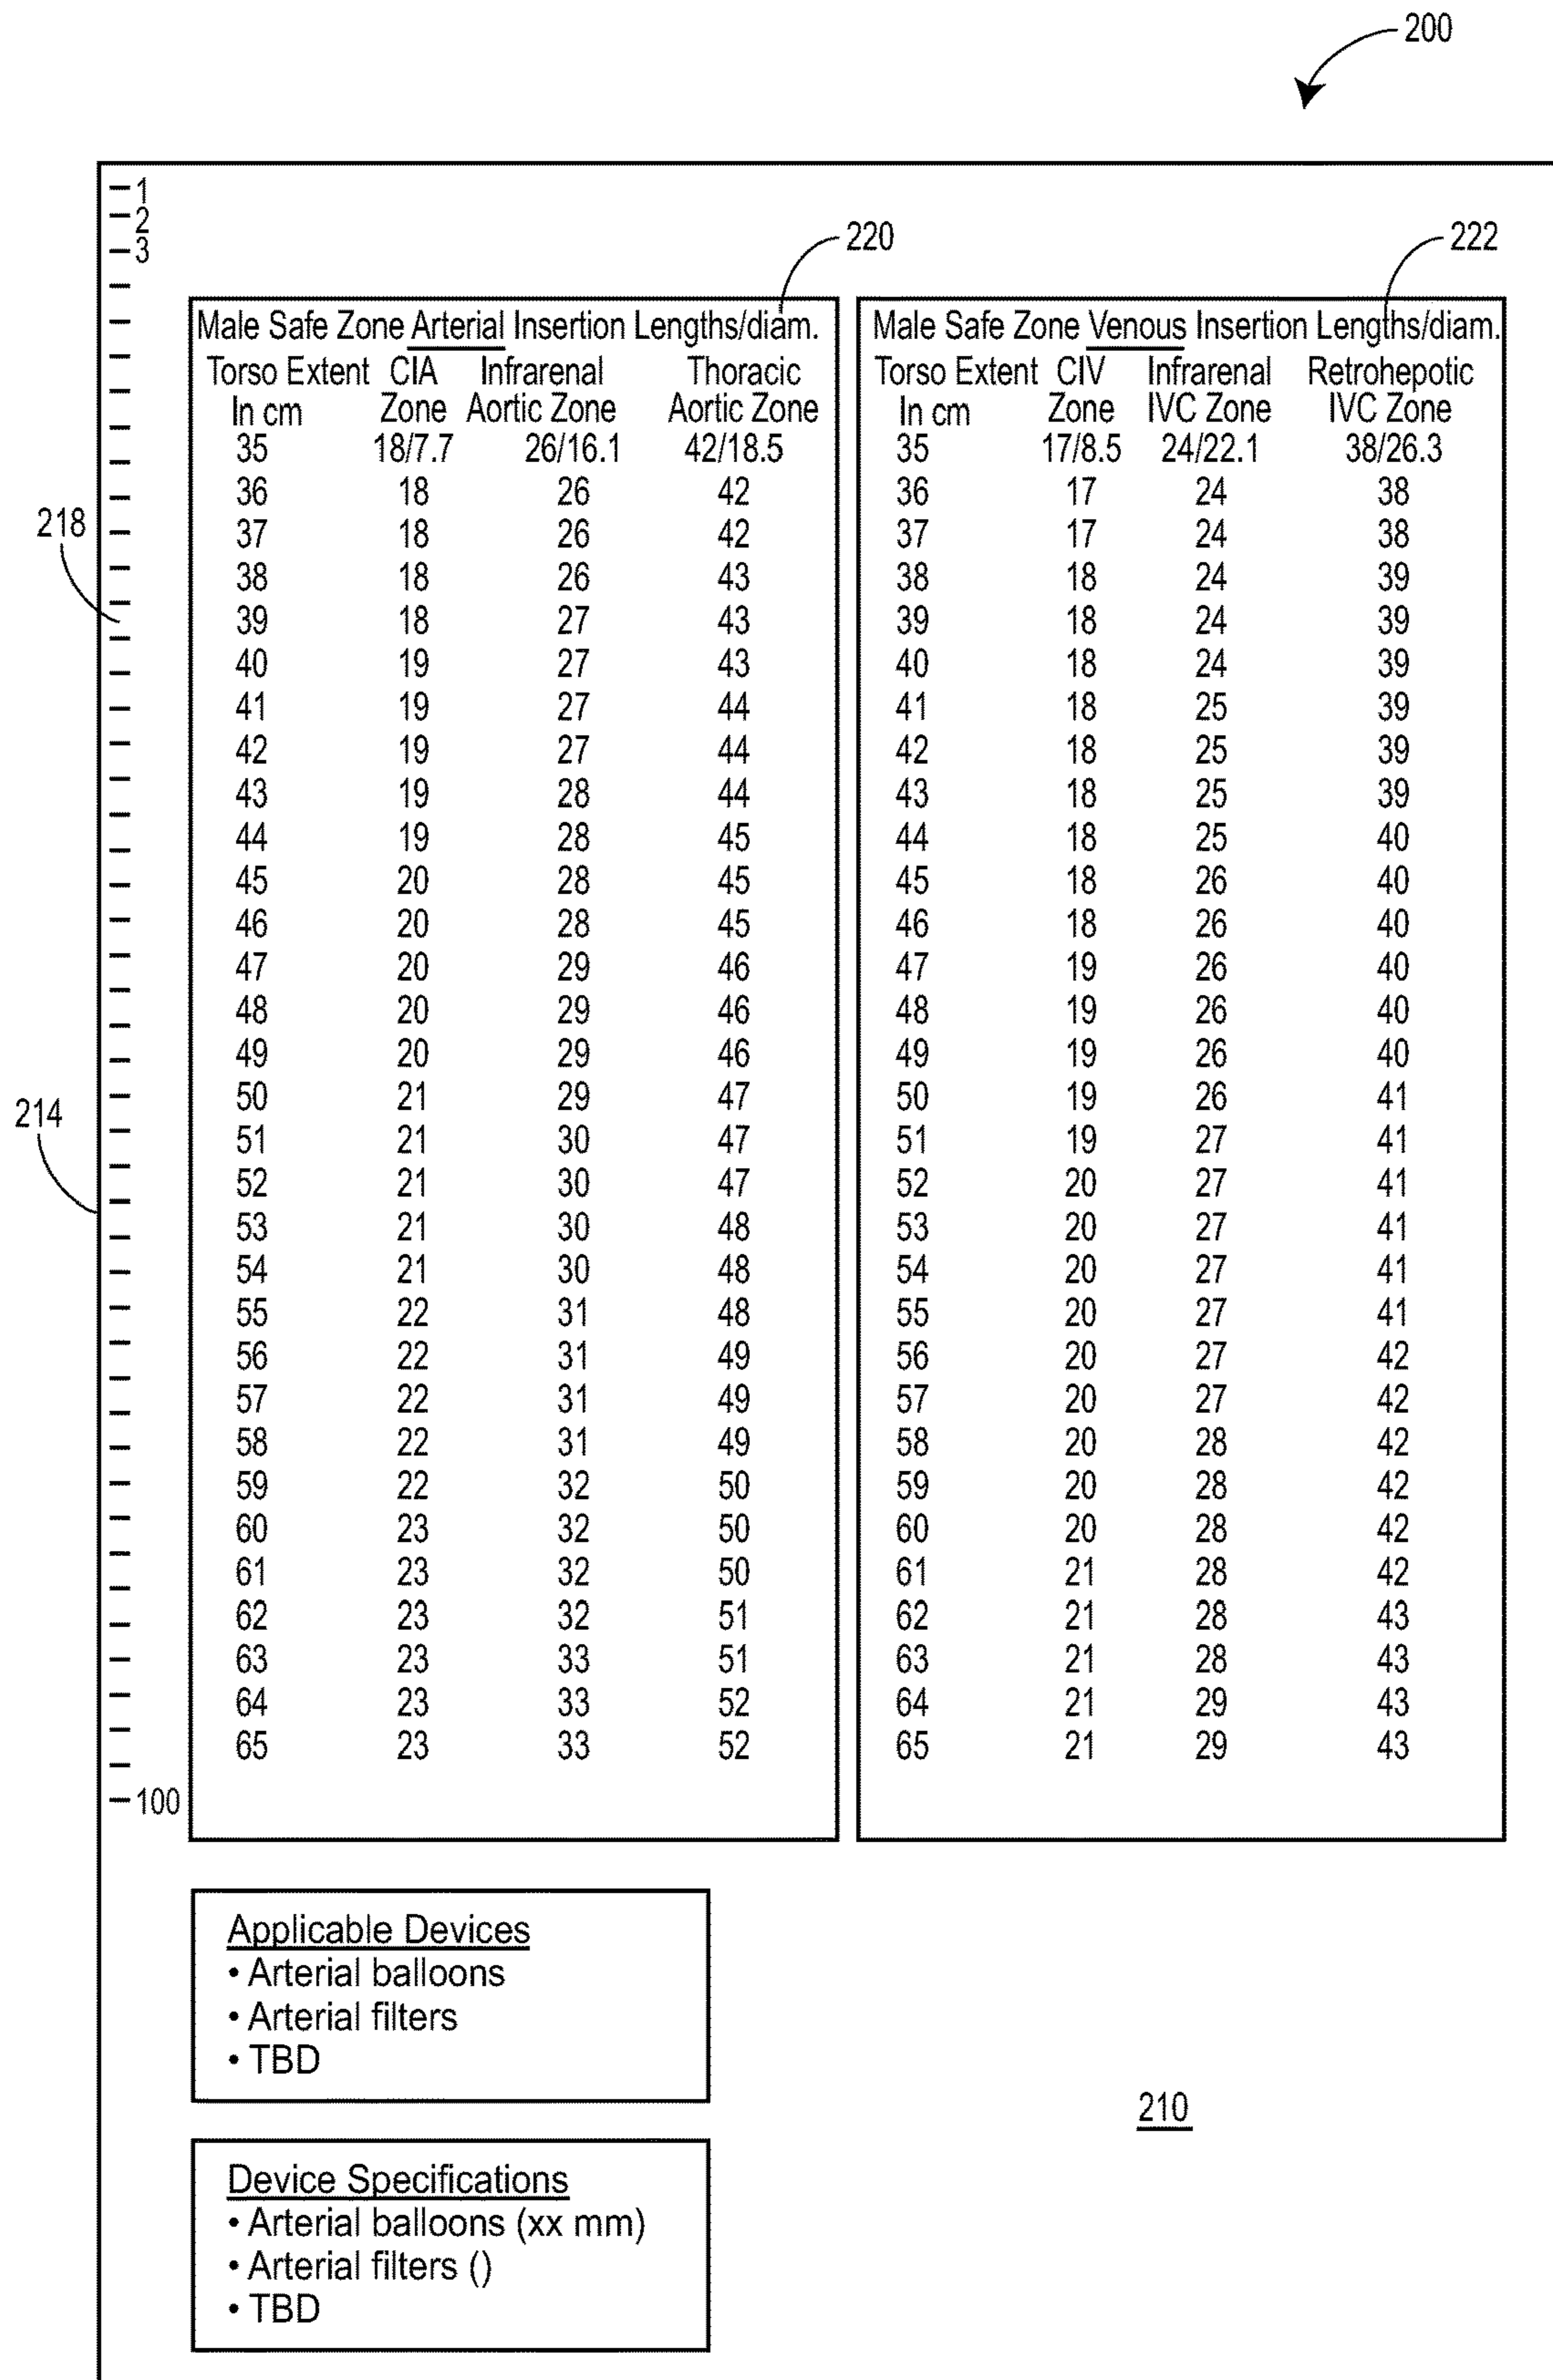 200
1
2
3
220
222
Male Safe Zone Arterial Insertion Lengths/diam.
Torso Extent CIA Infrarenal Thoracic
In cm Zone Aortic Zone Aortic Zone
35 18/7.7 26/16.1 42/18.5
36 18 26 42
37 18 26 42
38 18 26 43
39 18 27 43
40 19 27 43
41 19 27 44
42 19 27 44
43 19 28 44
44 19 28 45
45 20 28 45
46 20 28 45
47 20 29 46
48 20 29 46
49 20 29 46
50 21 29 47
51 21 30 47
52 21 30 47
53 21 30 48
54 21 30 48
55 22 31 48
56 22 31 49
57 22 31 49
58 22 31 49
59 22 32 50
60 23 32 50
61 23 32 50
62 23 32 51
63 23 33 51
64 23 33 52
65 23 33 52
Male Safe Zone Venous Insertion Lengths/diam.
Torso Extent CIV Infrarenal Retrohepotic
In cm Zone IVC Zone IVC Zone
35 17/8.5 24/22.1 38/26.3
36 17 24 38
37 17 24 38
38 18 24 39
39 18 24 39
40 18 24 39
41 18 25 39
42 18 25 39
43 18 25 39
44 18 25 40
45 18 26 40
46 18 26 40
47 19 26 40
48 19 26 40
49 19 26 40
50 19 26 41
51 19 27 41
52 20 27 41
53 20 27 41
54 20 27 41
55 20 27 41
56 20 27 42
57 20 27 42
58 20 28 42
59 20 28 42
60 20 28 42
61 21 28 42
62 21 28 43
63 21 28 43
64 21 29 43
65 21 29 43
218
214
100
Applicable Devices
• Arterial balloons
• Arterial filters
• TBD
210
Device Specifications
• Arterial balloons (xx mm)
• Arterial filters ()
• TBD